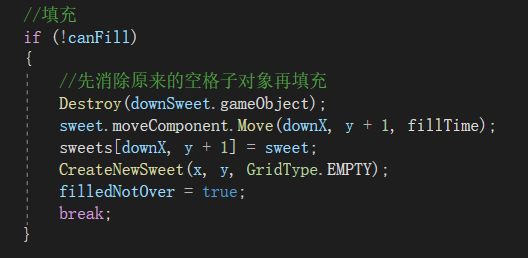 //填充
if (!canFill)
{
//先消除原来的空格子对象再填充
Destroy(downSweet.gameObject);
sweet.moveComponent.Move(downX, y + 1, fillTime);
sweets[downX, y + 1] = sweet;
CreateNewSweet(x, y, GridType.EMPTY);
filledNotOver = true;
break;
}